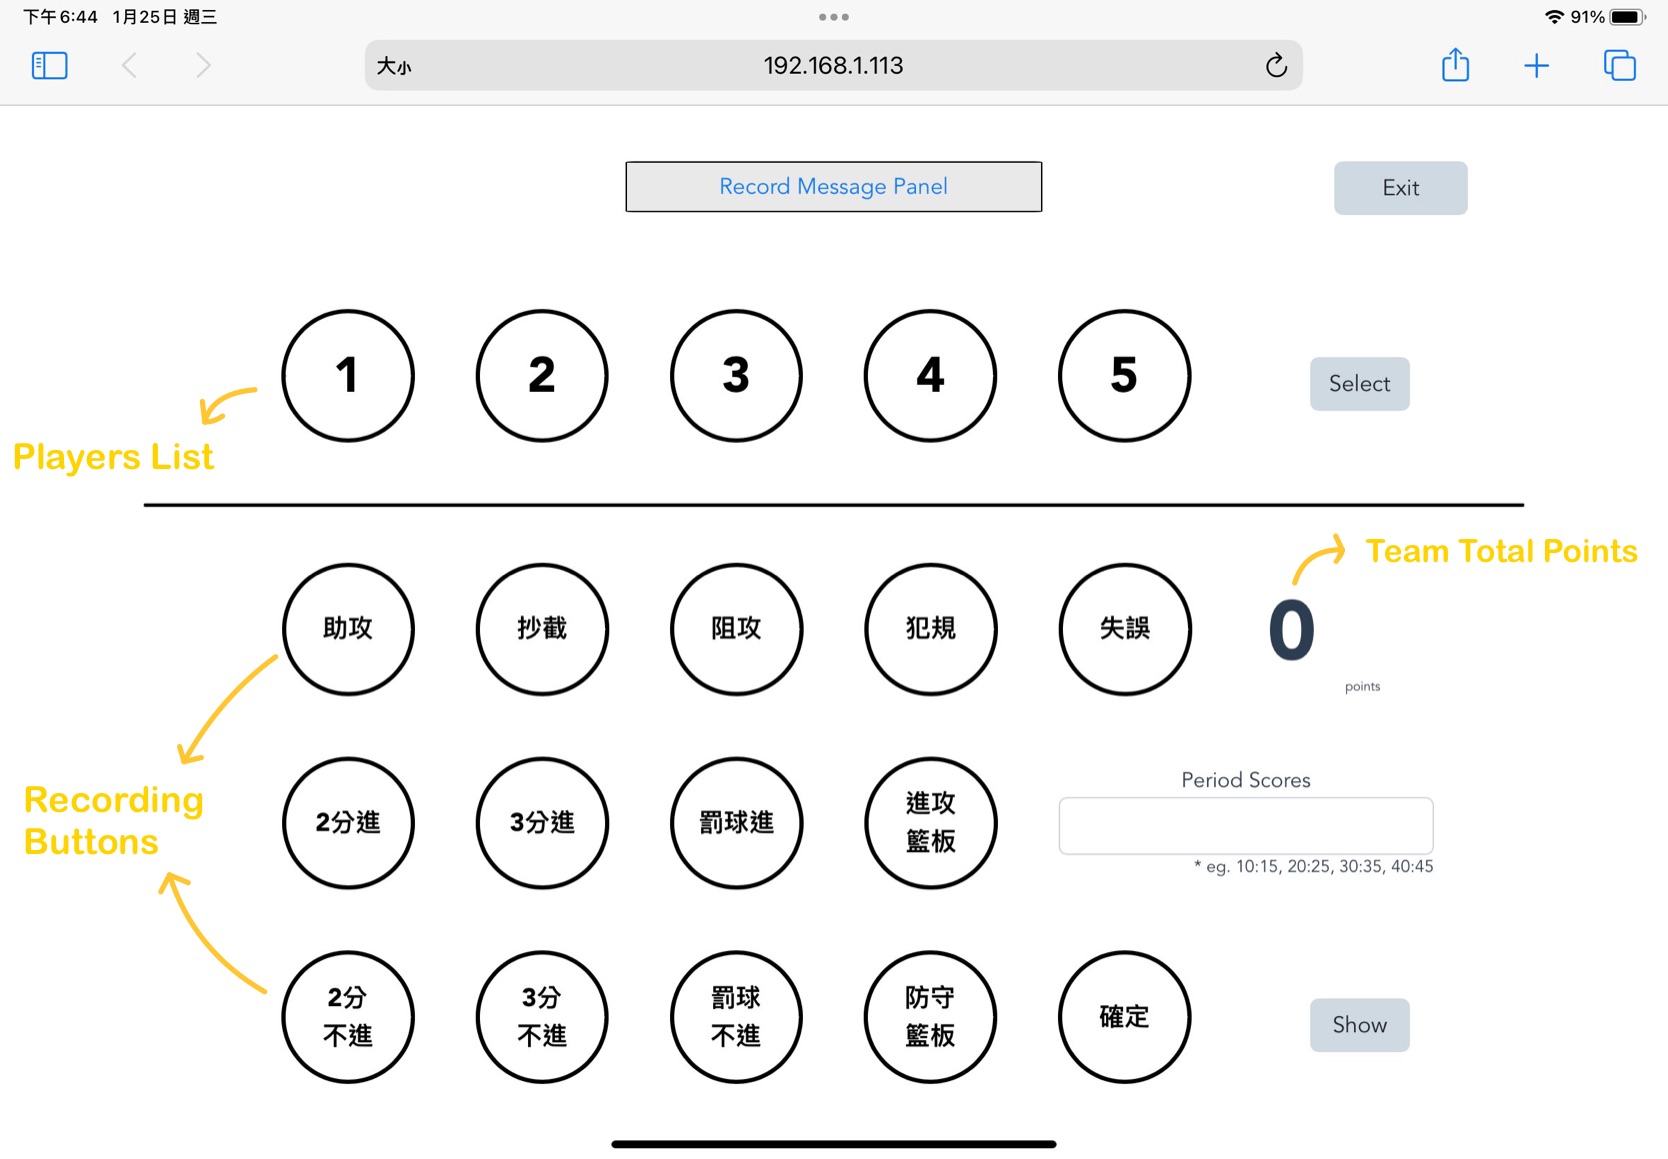 下午6:44 1月25日 週三
91%
大小
192.168.1.113
Record Message Panel
Exit
1
2
3
4
5
Select
Players List
Team Total Points
助攻
抄截
阻攻
犯規
失誤
0
points
Recording
Buttons
2分進
3分進
罰球進
進攻
籃板
Period Scores
* eg. 10:15, 20:25, 30:35, 40:45
2分
不進
3分
不進
罰球
不進
防守
籃板
確定
Show